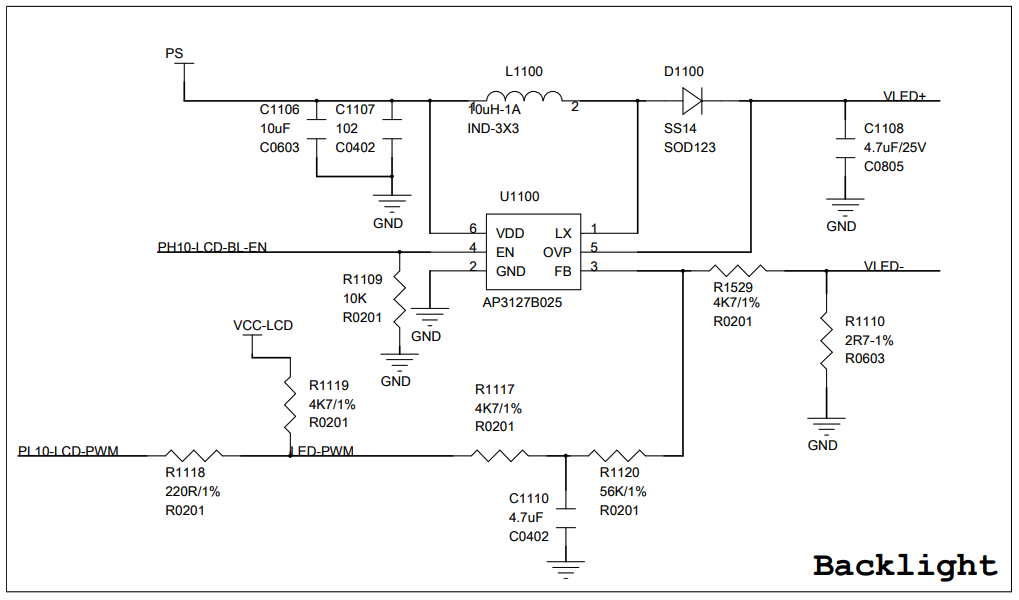 PS
L1100
D1100
C1106
10uF
C0603
C1107
102
C0402
1
10uH-1A
IND-3X3
2
SS14
SOD123
VLED+
C1108
4.7uF/25V
C0805
GND
GND
U1100
6 VDD LX 1
PH10-LCD-BL-EN 4 EN OVP 5
2 GND FB 3
AP3127B025
VLED-
R1109
10K
R0201
GND
GND
R1529
4K7/1%
R0201
R1110
2R7-1%
R0603
GND
VCC-LCD
R1119
4K7/1%
R0201
R1117
4K7/1%
R0201
PL10-LCD-PWM
LED-PWM
R1118
220R/1%
R0201
R1120
56K/1%
R0201
C1110
4.7uF
C0402
Backlight